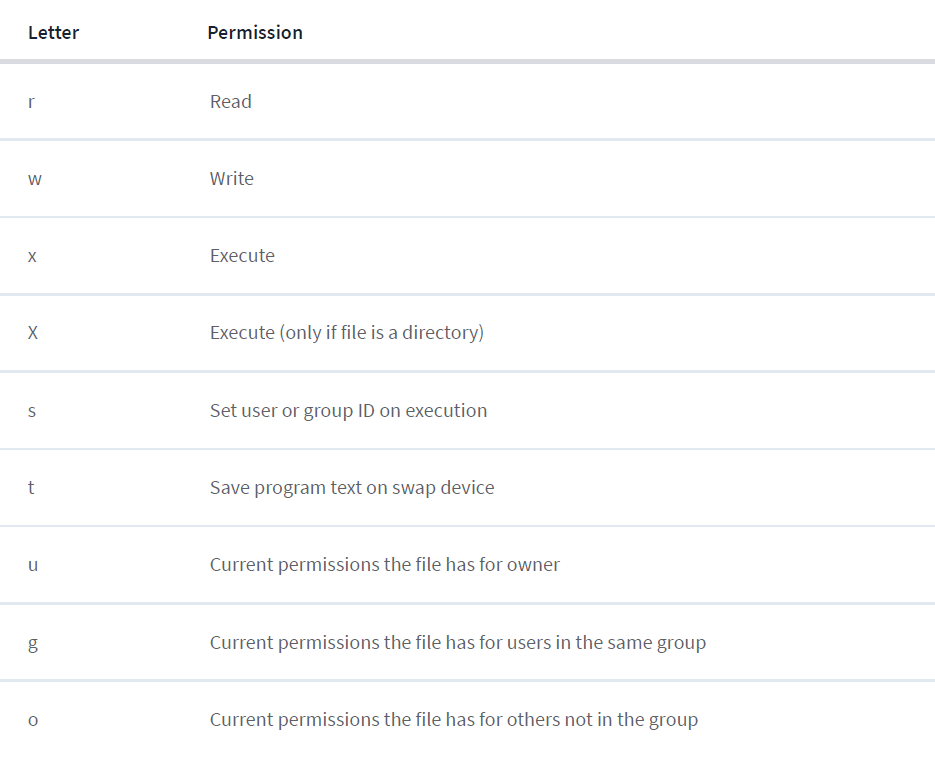 Letter Permission
r Read
w Write
x Execute
X Execute (only if file is a directory)
s Set user or group ID on execution
t Save program text on swap device
u Current permissions the file has for owner
g Current permissions the file has for users in the same group
o Current permissions the file has for others not in the group